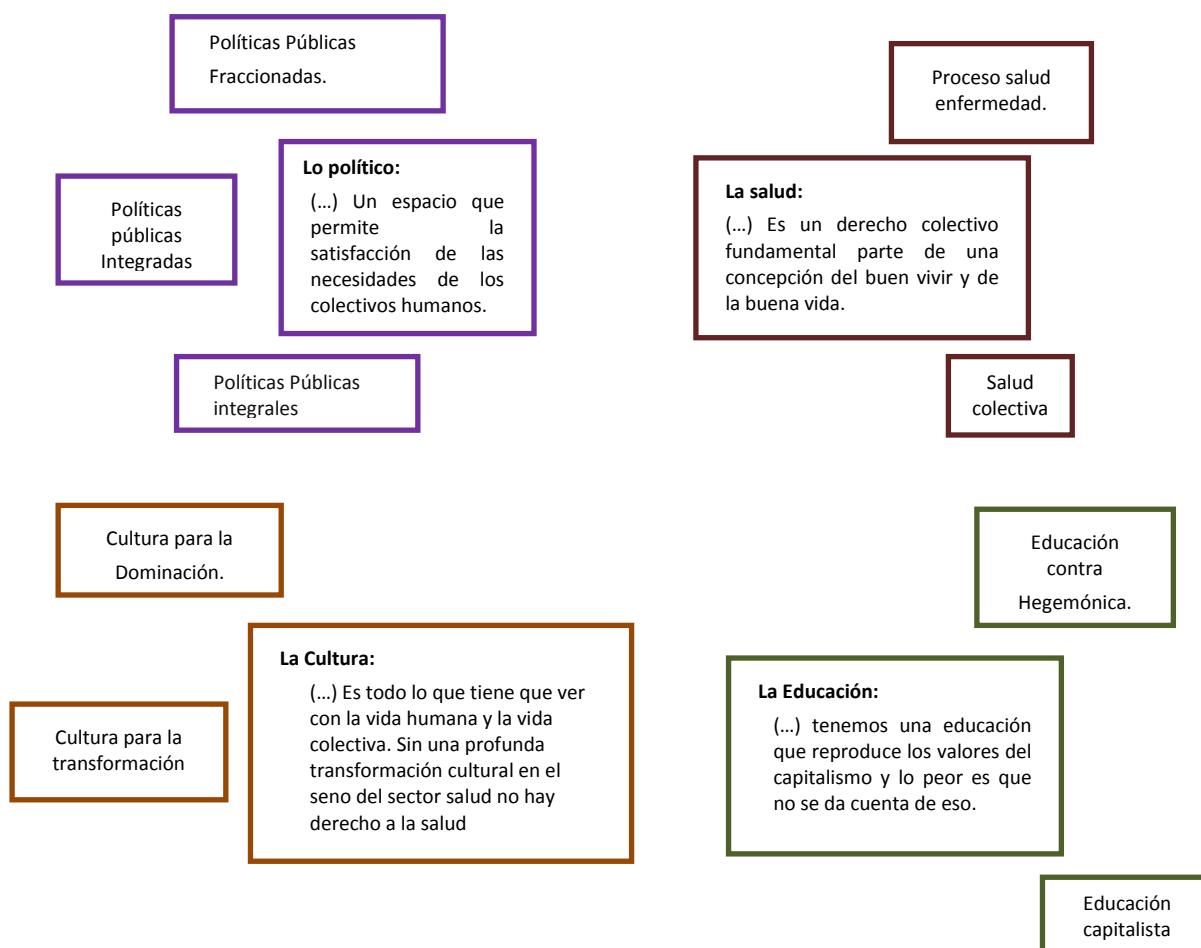 Políticas Públicas
Fraccionadas.
Políticas
públicas
Integradas
Lo político:
(...) Un espacio que
permite la
satisfacción de las
necesidades de los
colectivos humanos.
Políticas Públicas
integrales
Proceso salud
enfermedad.
La salud:
(...) Es un derecho colectivo
fundamental parte de una
concepción del buen vivir y de
la buena vida.
Salud
colectiva
Cultura para la
Dominación.
La Cultura:
(...) Es todo lo que tiene que ver
con la vida humana y la vida
colectiva. Sin una profunda
transformación cultural en el
seno del sector salud no hay
derecho a la salud
Cultura para la
transformación
Educación
contra
Hegemónica.
La Educación:
(...) tenemos una educación
que reproduce los valores del
capitalismo y lo peor es que
no se da cuenta de eso.
Educación
capitalista